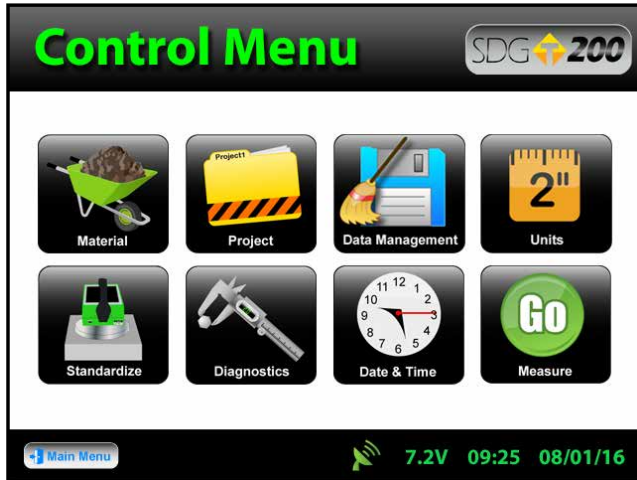 Control Menu
SDG 200
Project1
2"
Material
Project
Data Management
Units
12
11
1
10
2
9
3
8
4
7
5
6
Go
Standardize
Diagnostics
Date & Time
Measure
Main Menu
7.2V 09:25 08/01/16